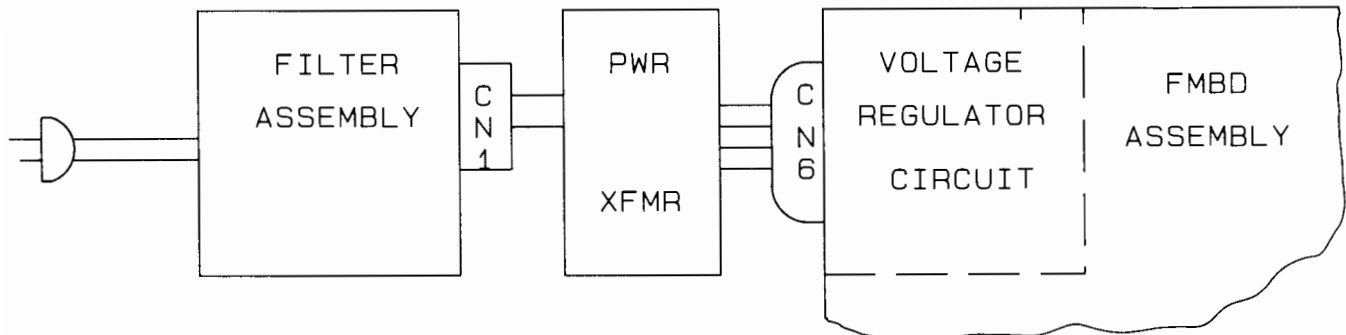 FILTER
ASSEMBLY
C
N
1
PWR
XFMR
C
N
6
VOLTAGE
REGULATOR
CIRCUIT
FMBD
ASSEMBLY